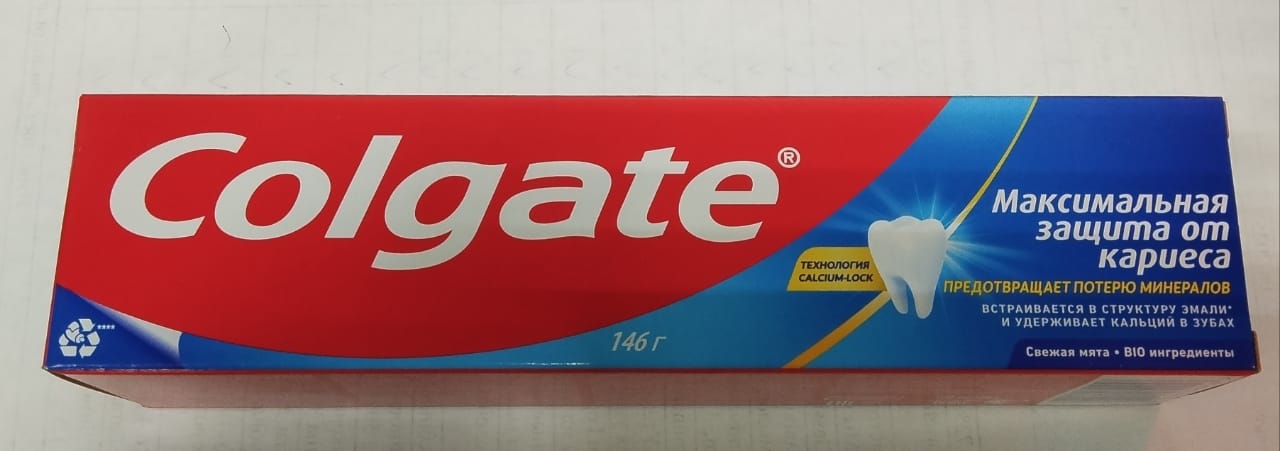 Colgate®
Максимальная
защита от
кариеса
ТЕХНОЛОГИЯ
CALCIUM-LOCK
ПРЕДОТВРАЩАЕТ ПОТЕРЮ МИНЕРАЛОВ
ВСТРАИВАЕТСЯ В СТРУКТУРУ ЭМАЛИ*
И УДЕРЖИВАЕТ КАЛЬЦИЙ В ЗУБАХ
****
146 г
Свежая мята • BIO ингредиенты